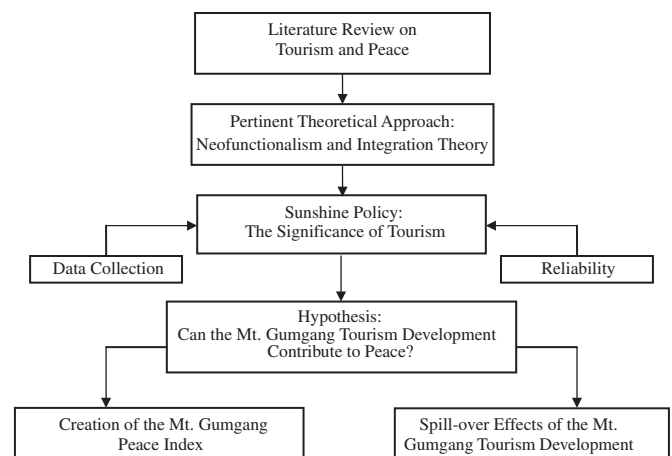 Literature Review on
Tourism and Peace
Pertinent Theoretical Approach:
Neofunctionalism and Integration Theory
Sunshine Policy:
The Significance of Tourism
Data Collection
Reliability
Hypothesis:
Can the Mt. Gumgang Tourism Development
Contribute to Peace?
Creation of the Mt. Gumgang
Peace Index
Spill-over Effects of the Mt.
Gumgang Tourism Development